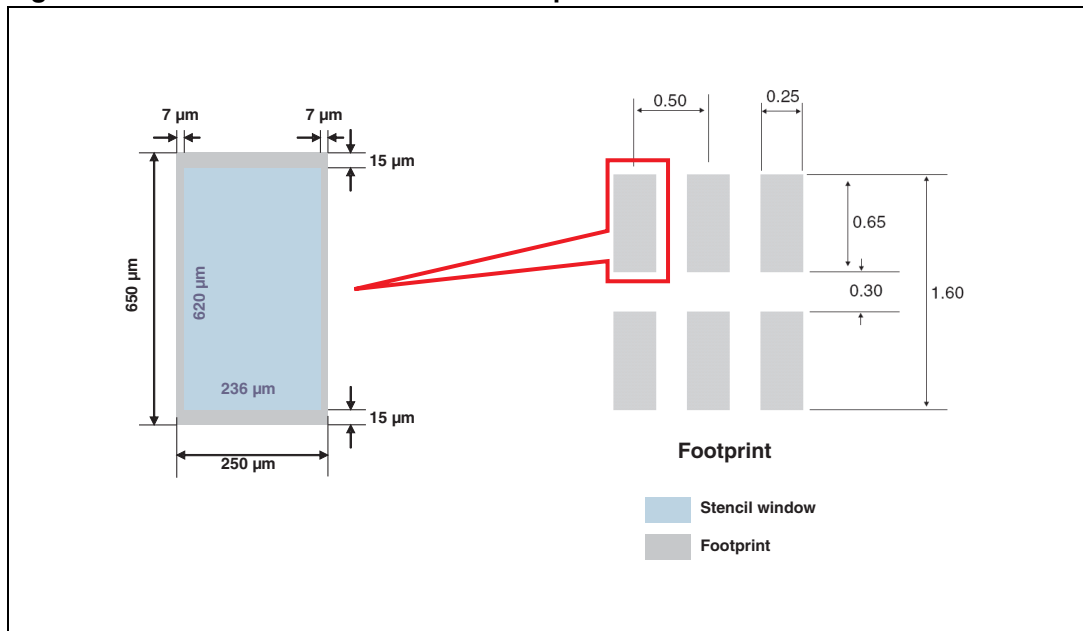 7 µm
7 µm
15 µm
650 µm
620 µm
236 µm
15 µm
250 µm
0.50
0.25
0.65
0.30
1.60
Footprint
Stencil window
Footprint